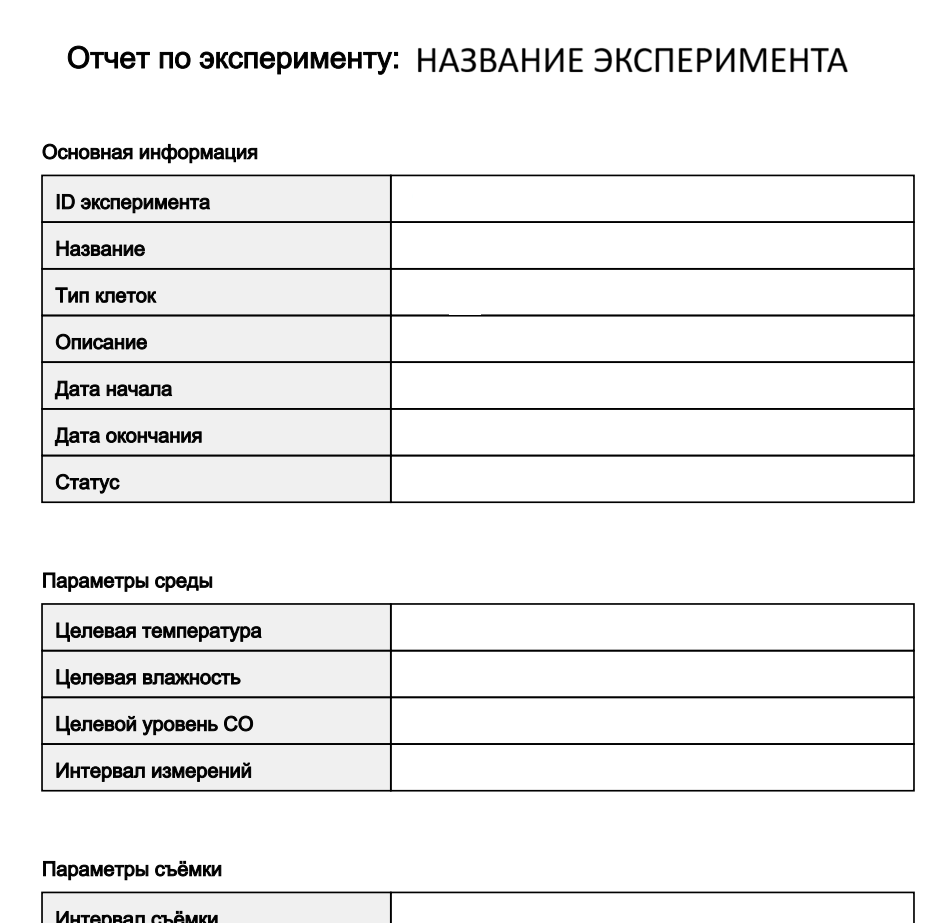 Отчет по эксперименту: НАЗВАНИЕ ЭКСПЕРИМЕНТА
Основная информация
ID эксперимента
Название
Тип клеток
Описание
Дата начала
Дата окончания
Статус
Параметры среды
Целевая температура
Целевая влажность
Целевой уровень CO
Интервал измерений
Параметры съёмки
Интервал съёмки